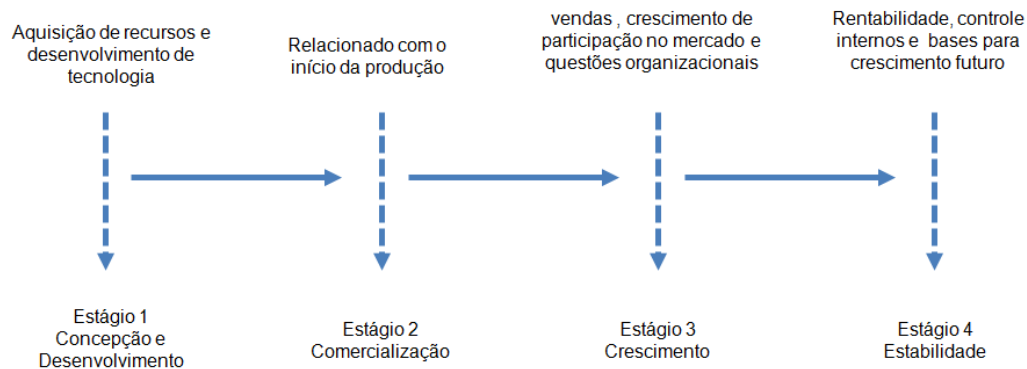 Aquisição de recursos e
desenvolvimento de
tecnologia
Relacionado com o
início da produção
vendas , crescimento de
participação no mercado e
questões organizacionais
Rentabilidade, controle
internos e bases para
crescimento futuro
Estágio 1
Concepção e
Desenvolvimento
Estágio 2
Comercialização
Estágio 3
Crescimento
Estágio 4
Estabilidade